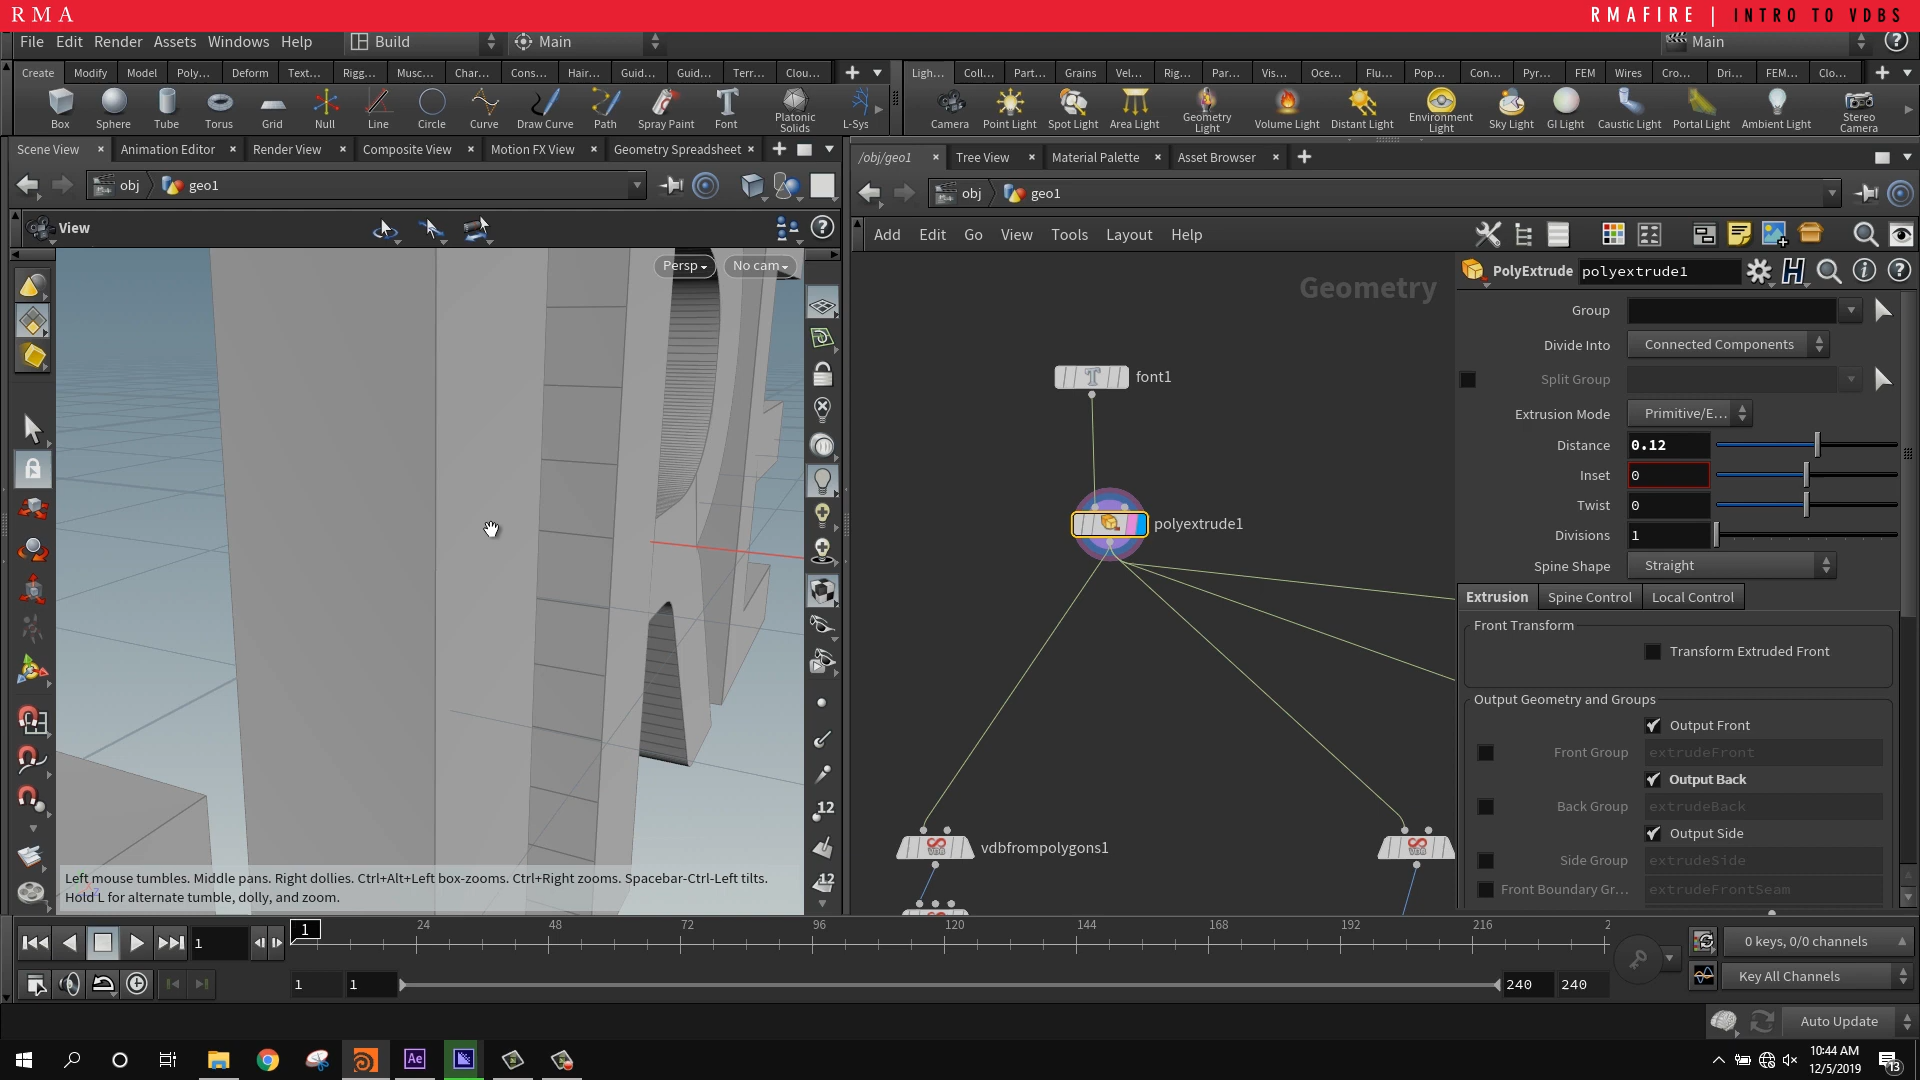 RMA
RMAFIRE | INTRO TO VDBS
File Edit Render Assets Windows Help Build Main Main
Create Modify Model Poly... Deform Text... Rigg... Musc... Char... Cons... Hair... Guid... Guid... Terr... Clou...
Ligh... Coll... Part... Grains Vel... Rig... Par... Vis... Oce... Flu... Pop... Con... Pyr... FEM Wires Cro... Dri... FEM... Clo...
Box Sphere Tube Torus Grid Null Line Circle Curve Draw Curve Path Spray Paint Font Platonic Solids L-Sys
Camera Point Light Spot Light Area Light Geometry Light Volume Light Distant Light Environment Light Sky Light GI Light Caustic Light Portal Light Ambient Light Stereo Camera
Scene View Animation Editor Render View Composite View Motion FX View Geometry Spreadsheet
/obj/geo1 Tree View Material Palette Asset Browser
obj geo1
obj geo1
View
Add Edit Go View Tools Layout Help
Persp No cam
Geometry
PolyExtrude polyextrude1
Group
Divide Into Connected Components
Split Group
Extrusion Mode Primitive/E...
Distance 0.12
Inset 0
Twist 0
Divisions 1
Spine Shape Straight
Extrusion Spine Control Local Control
Front Transform
Transform Extruded Front
Output Geometry and Groups
Output Front
Front Group extrudeFront
Output Back
Back Group extrudeBack
Output Side
Side Group extrudeSide
Front Boundary Gr... extrudeFrontSeam
font1
polyextrude1
VDB vdbfrompolygons1
VDB
12
12
Left mouse tumbles. Middle pans. Right dollies. Ctrl+Alt+Left box-zooms. Ctrl+Right zooms. Spacebar-Ctrl-Left tilts.
Hold L for alternate tumble, dolly, and zoom.
1 1 24 48 72 96 120 144 168 192 216 2
0 keys, 0/0 channels
1 1 240 240
Key All Channels
Auto Update
Ae
10:44 AM
12/5/2019
13